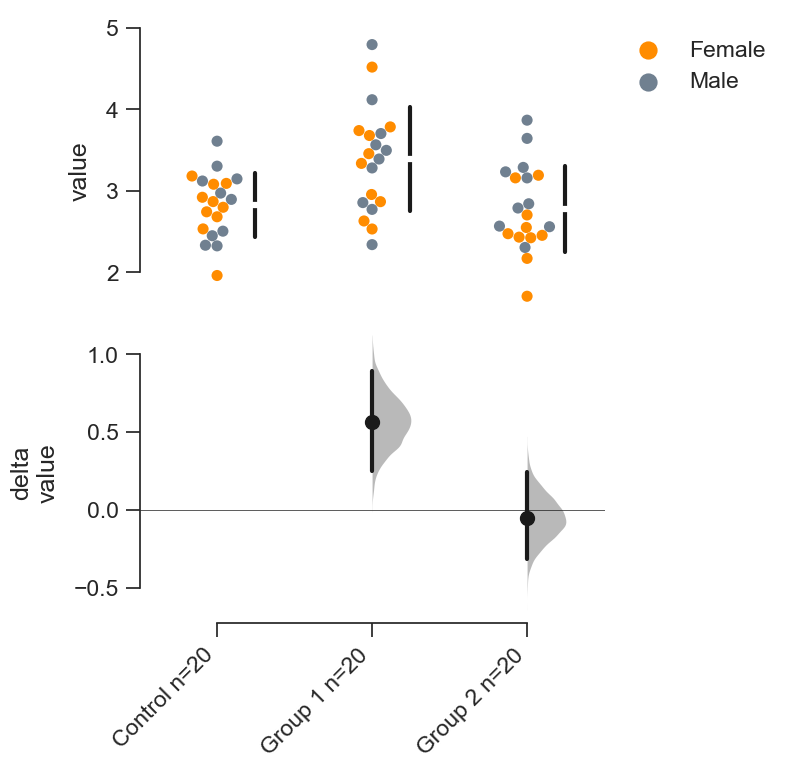 5
4
3
2
value
Female
Male
1.0
0.5
0.0
−0.5
delta
value
Control n=20
Group 1 n=20
Group 2 n=20